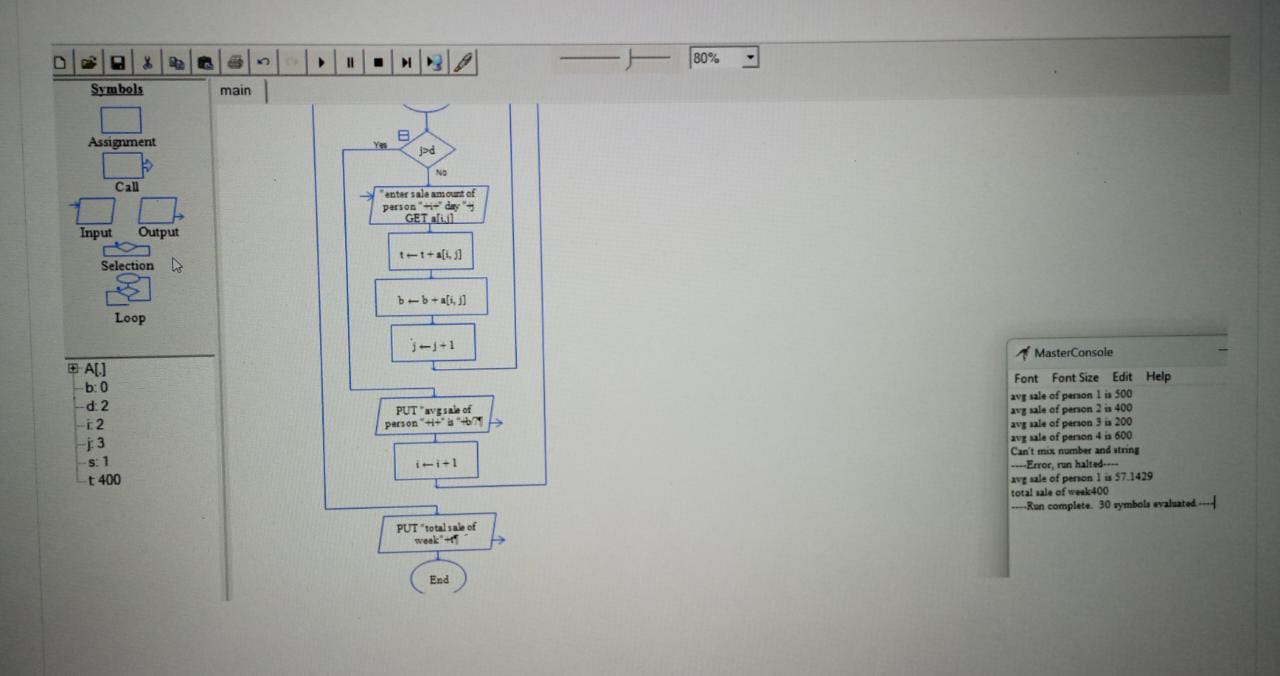 80%
Symbols
main
Assignment
Call
Input Output
Selection
Loop
A[,]
b: 0
d: 2
i: 2
j: 3
s: 1
t: 400
Yes
j>d
No
"enter sale amount of
person "+i+" day "+j
GET a[i,j]
t ← t + a[i, j]
b ← b + a[i, j]
j ← j + 1
PUT "avg sale of
person "+i+" is "+b/7¶
i ← i + 1
PUT "total sale of
week"+t¶
End
MasterConsole
Font Font Size Edit Help
avg sale of person 1 is 500
avg sale of person 2 is 400
avg sale of person 3 is 200
avg sale of person 4 is 600
Can't mix number and string
----Error, run halted----
avg sale of person 1 is 57.1429
total sale of week400
----Run complete. 30 symbols evaluated.----